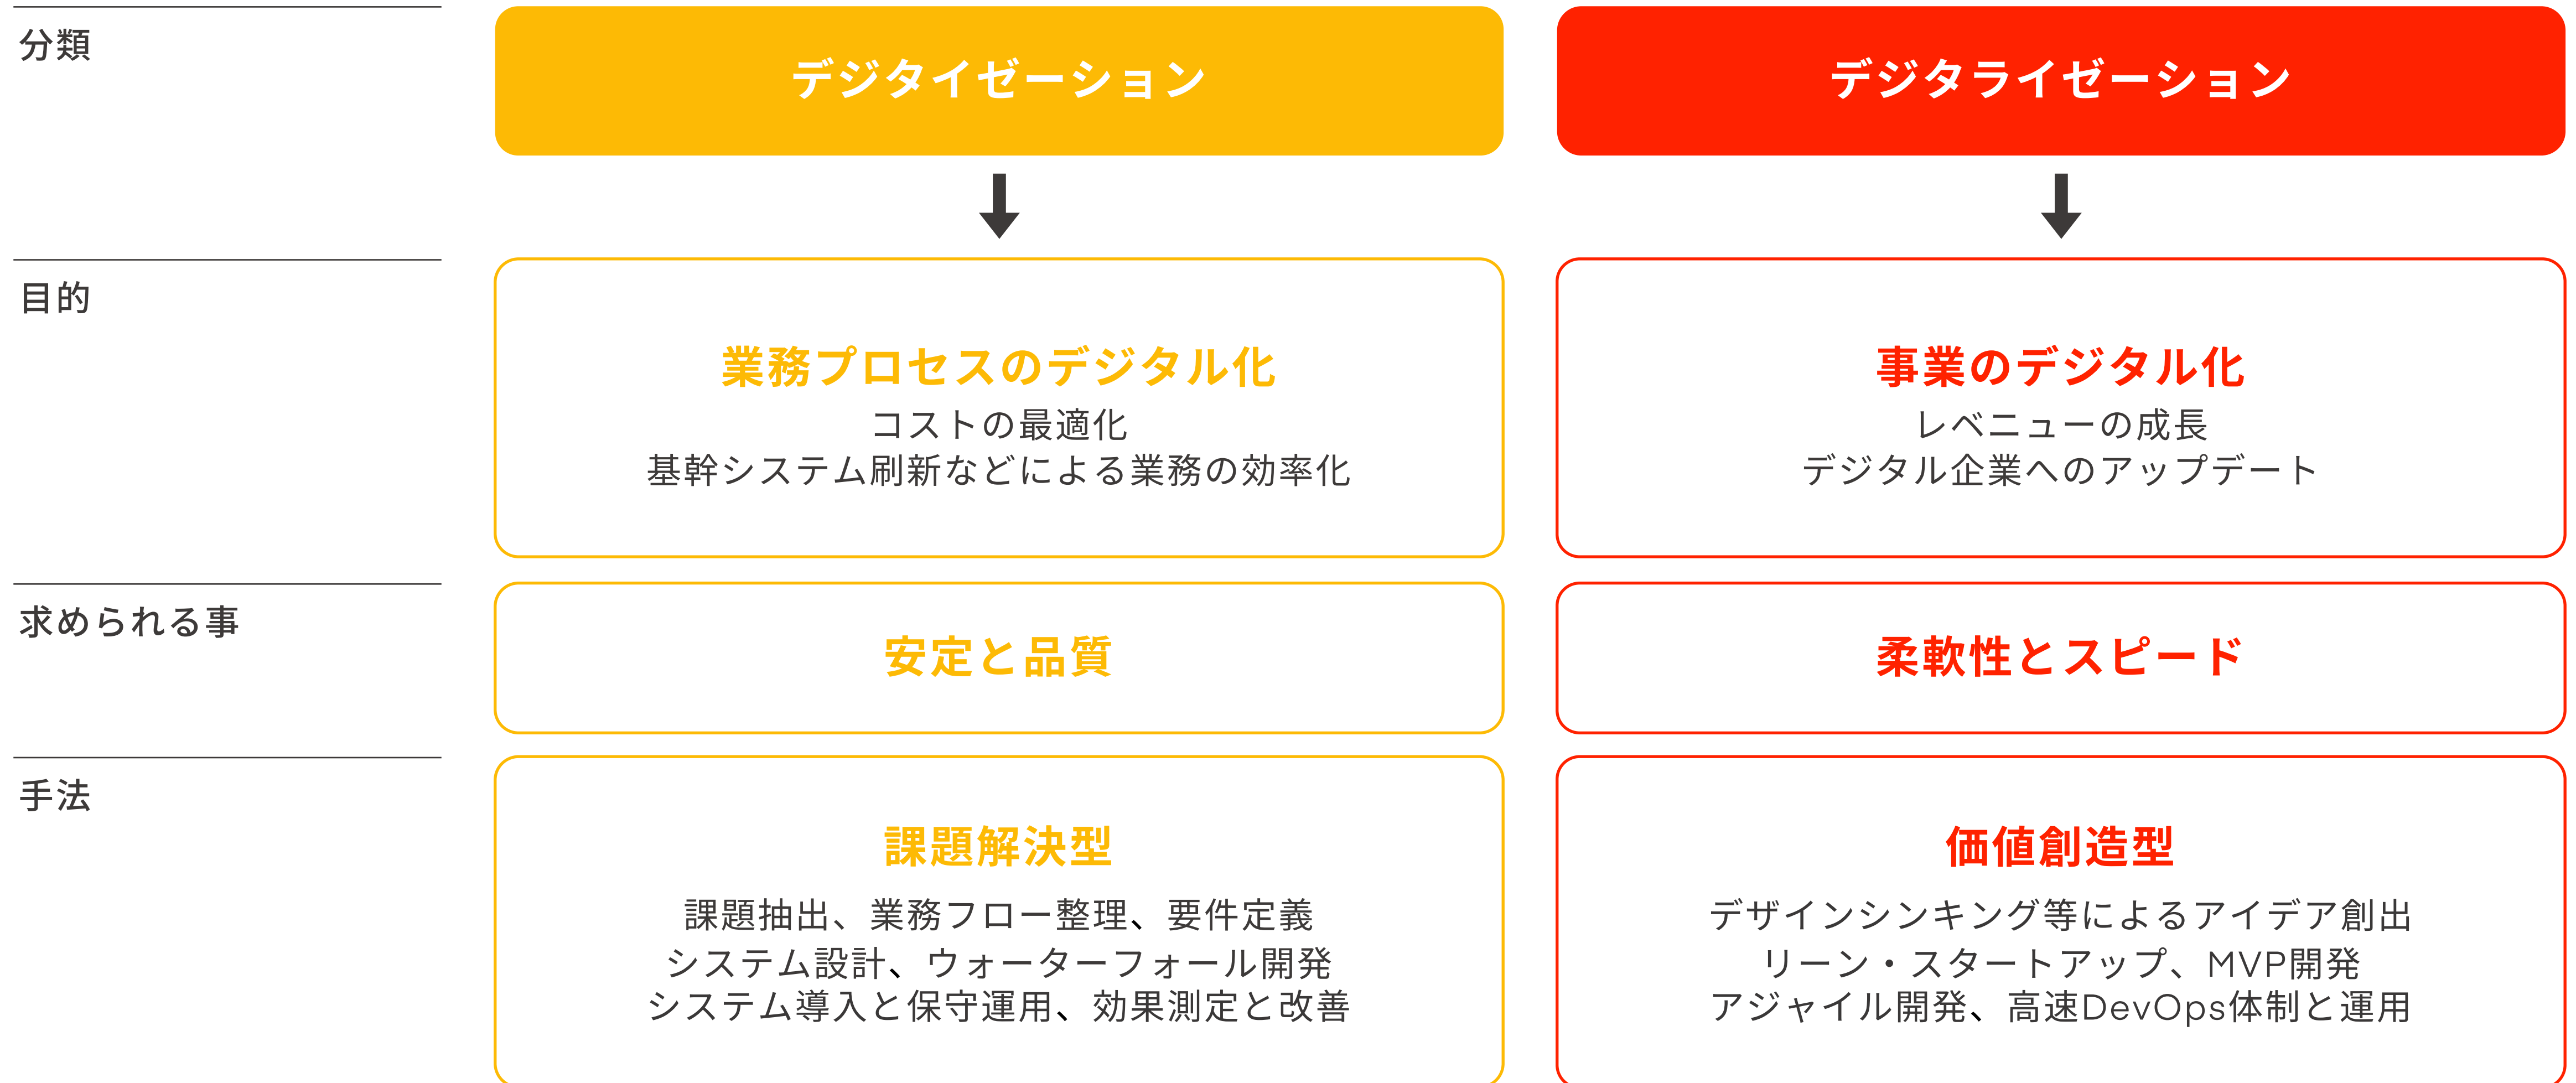 分類
デジタイゼーション
デジタライゼーション
目的
業務プロセスのデジタル化
コストの最適化
基幹システム刷新などによる業務の効率化
事業のデジタル化
レベニューの成長
デジタル企業へのアップデート
求められる事
安定と品質
柔軟性とスピード
手法
課題解決型
課題抽出、業務フロー整理、要件定義
システム設計、ウォーターフォール開発
システム導入と保守運用、効果測定と改善
価値創造型
デザインシンキング等によるアイデア創出
リーン・スタートアップ、MVP開発
アジャイル開発、高速DevOps体制と運用